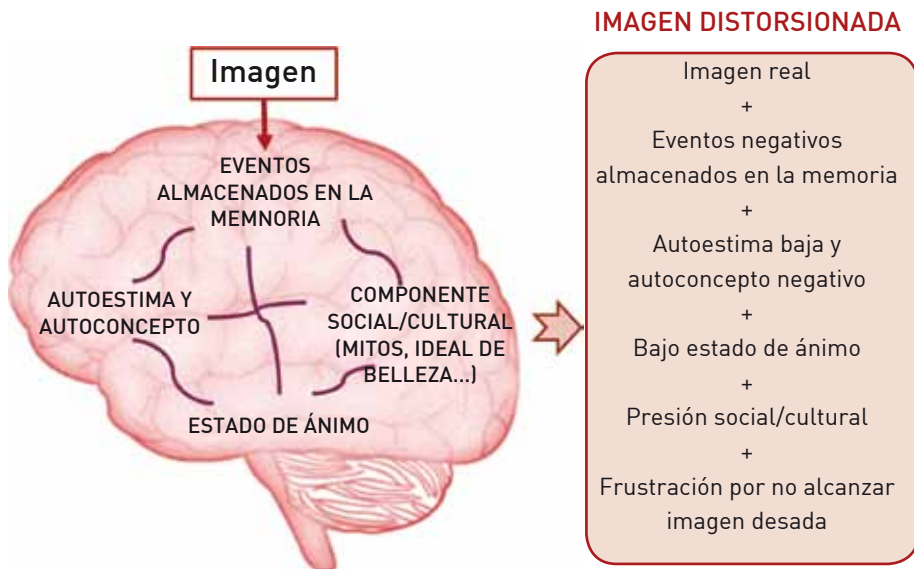 Imagen
EVENTOS
ALMACENADOS EN LA
MEMNORIA
AUTOESTIMA Y
AUTOCONCEPTO
COMPONENTE
SOCIAL/CULTURAL
(MITOS, IDEAL DE
BELLEZA...)
ESTADO DE ÁNIMO
IMAGEN DISTORSIONADA
Imagen real
+
Eventos negativos
almacenados en la memoria
+
Autoestima baja y
autoconcepto negativo
+
Bajo estado de ánimo
+
Presión social/cultural
+
Frustración por no alcanzar
imagen desada